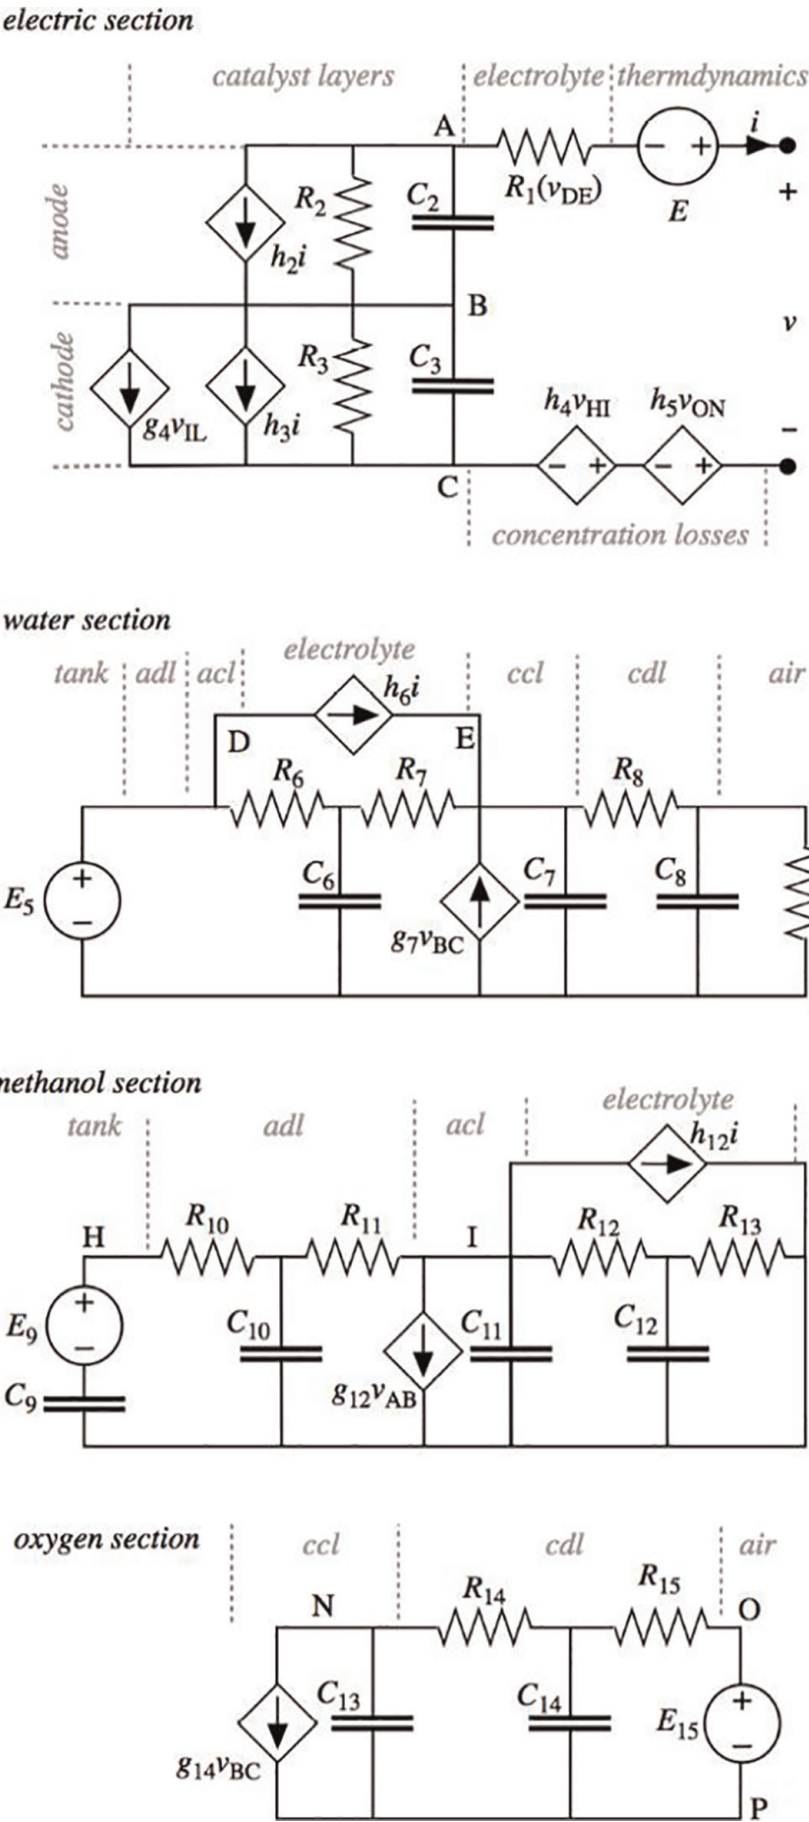 electric section
catalyst layers electrolyte thermdynamics
A i
R₂ C₂ R₁(vDE) − + +
anode h₂i E
B
cathode R₃ C₃ v
g₄vIL h₃i h₄vHI h₅vON −
− + − +
C
concentration losses
water section
electrolyte
tank adl acl ccl cdl air
h₆i
D E
R₆ R₇ R₈
E₅ + − C₆ C₇ C₈
g₇vBC
methanol section
electrolyte
tank adl acl
h₁₂i
H R₁₀ R₁₁ I R₁₂ R₁₃
E₉ + − C₁₀ C₁₁ C₁₂
C₉ g₁₂vAB
oxygen section ccl cdl air
N R₁₄ R₁₅ O
C₁₃ C₁₄ E₁₅ + −
g₁₄vBC
P